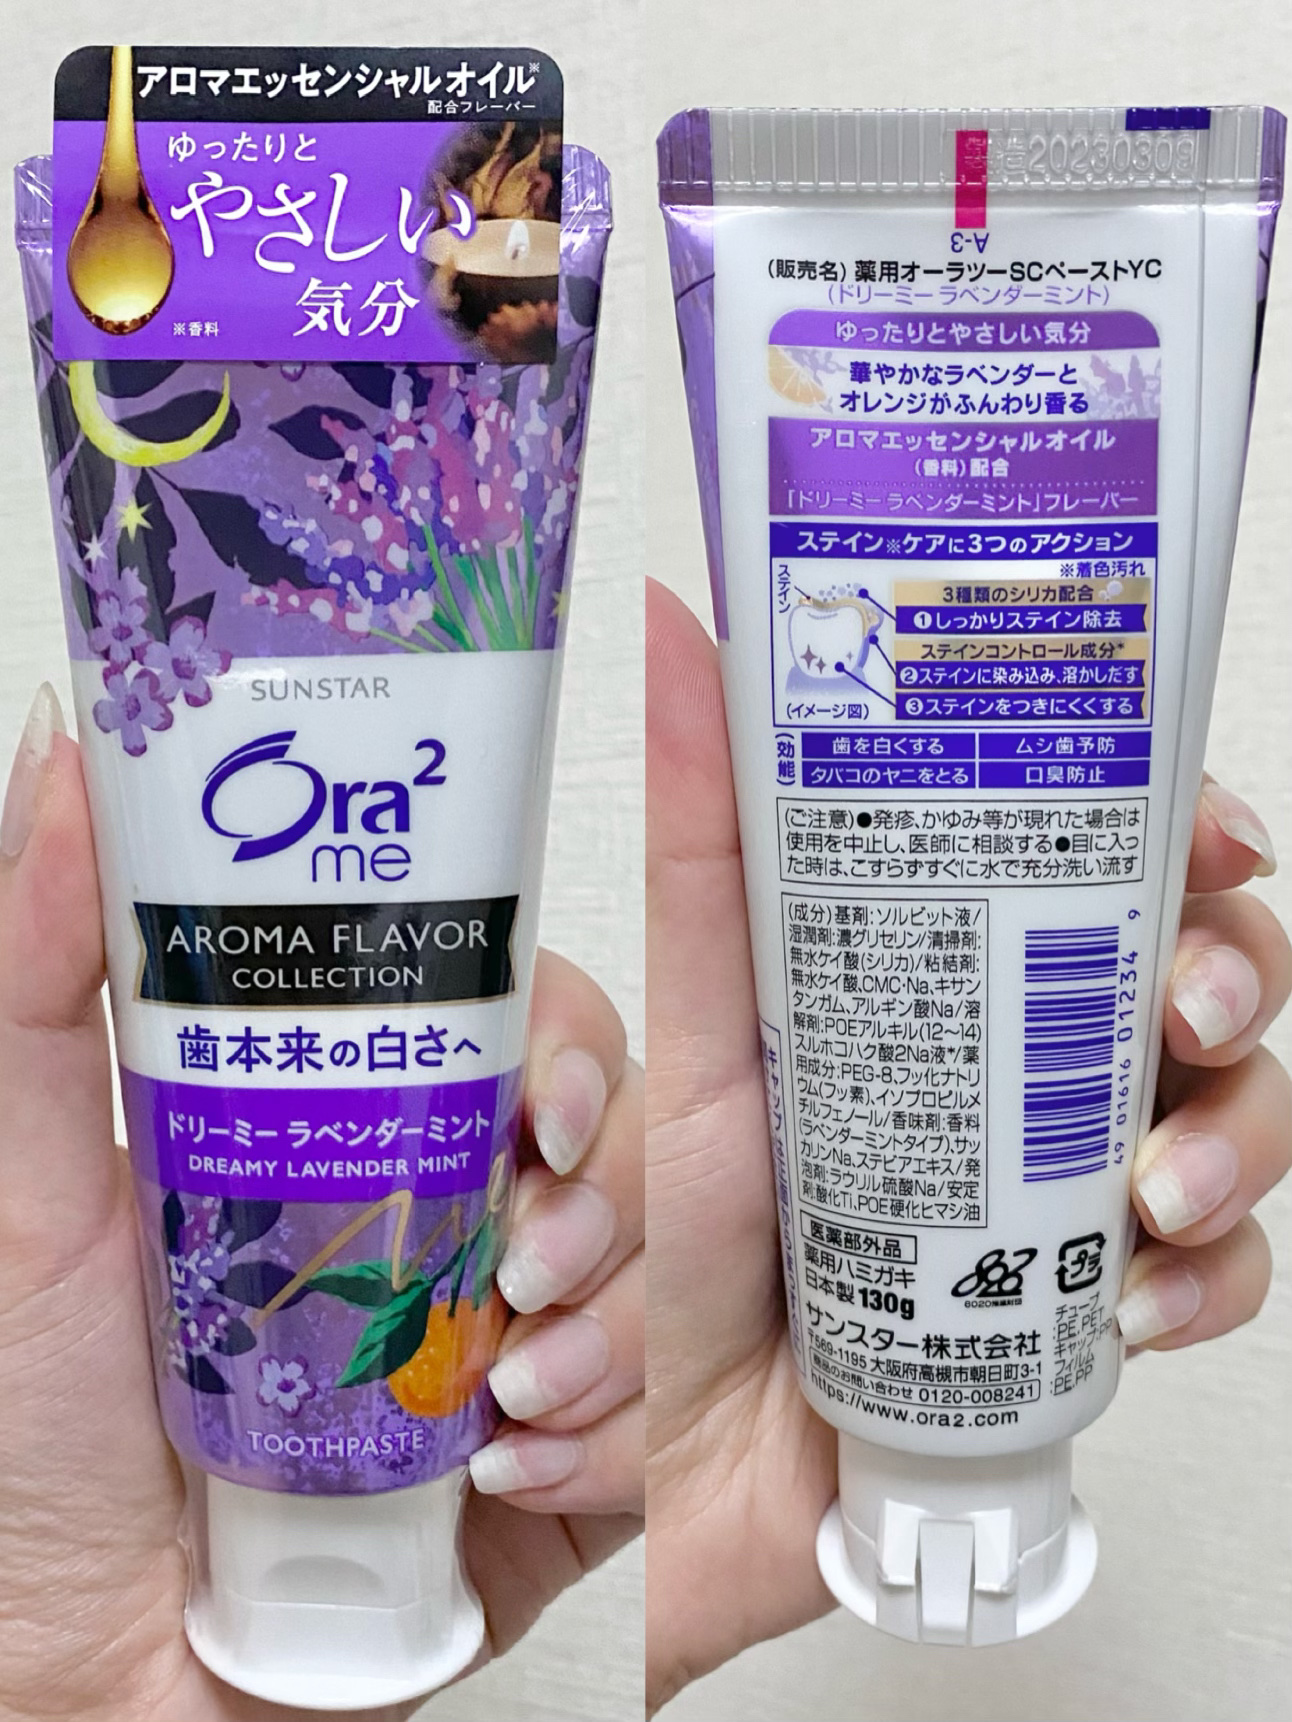 アロマエッセンシャルオイル※
配合フレーバー
ゆったりと
やさしい
気分
※香料
SUNSTAR
Ora²
me
AROMA FLAVOR
COLLECTION
歯本来の白さへ
ドリーミー ラベンダーミント
DREAMY LAVENDER MINT
TOOTHPASTE
製造20230309
A-3
(販売名)薬用オーラツーSCペーストYC
(ドリーミー ラベンダーミント)
ゆったりとやさしい気分
華やかなラベンダーと
オレンジがふんわり香る
アロマエッセンシャルオイル
(香料)配合
「ドリーミー ラベンダーミント」フレーバー
ステイン※ケアに3つのアクション
※着色汚れ
ステイン
3種類のシリカ配合
①しっかりステイン除去
ステインコントロール成分*
②ステインに染み込み、溶かしだす
③ステインをつきにくくする
(イメージ図)
(効能)
歯を白くする
ムシ歯予防
タバコのヤニをとる
口臭防止
(ご注意)●発疹、かゆみ等が現れた場合は
使用を中止し、医師に相談する●目に入っ
た時は、こすらずすぐに水で充分洗い流す
(成分)基剤:ソルビット液/
湿潤剤:濃グリセリン/清掃剤:
無水ケイ酸(シリカ)/粘結剤:
無水ケイ酸、CMC・Na、キサン
タンガム、アルギン酸Na/溶
解剤:POEアルキル(12~14)
スルホコハク酸2Na液*/薬
用成分:PEG-8、フッ化ナトリ
ウム(フッ素)、イソプロピルメ
チルフェノール/香味剤:香料
(ラベンダーミントタイプ)、サッ
カリンNa、ステビアエキス/発
泡剤:ラウリル硫酸Na/安定
剤:酸化Ti、POE硬化ヒマシ油
49 01616 01234 9
医薬部外品
薬用ハミガキ
日本製130g
8020推進財団
プラ
チューブ
:PE,PET
キャップ:PP
フィルム
:PE,PP
サンスター株式会社
〒569-1195 大阪府高槻市朝日町3-1
商品のお問い合わせ 0120-008241
https://www.ora2.com